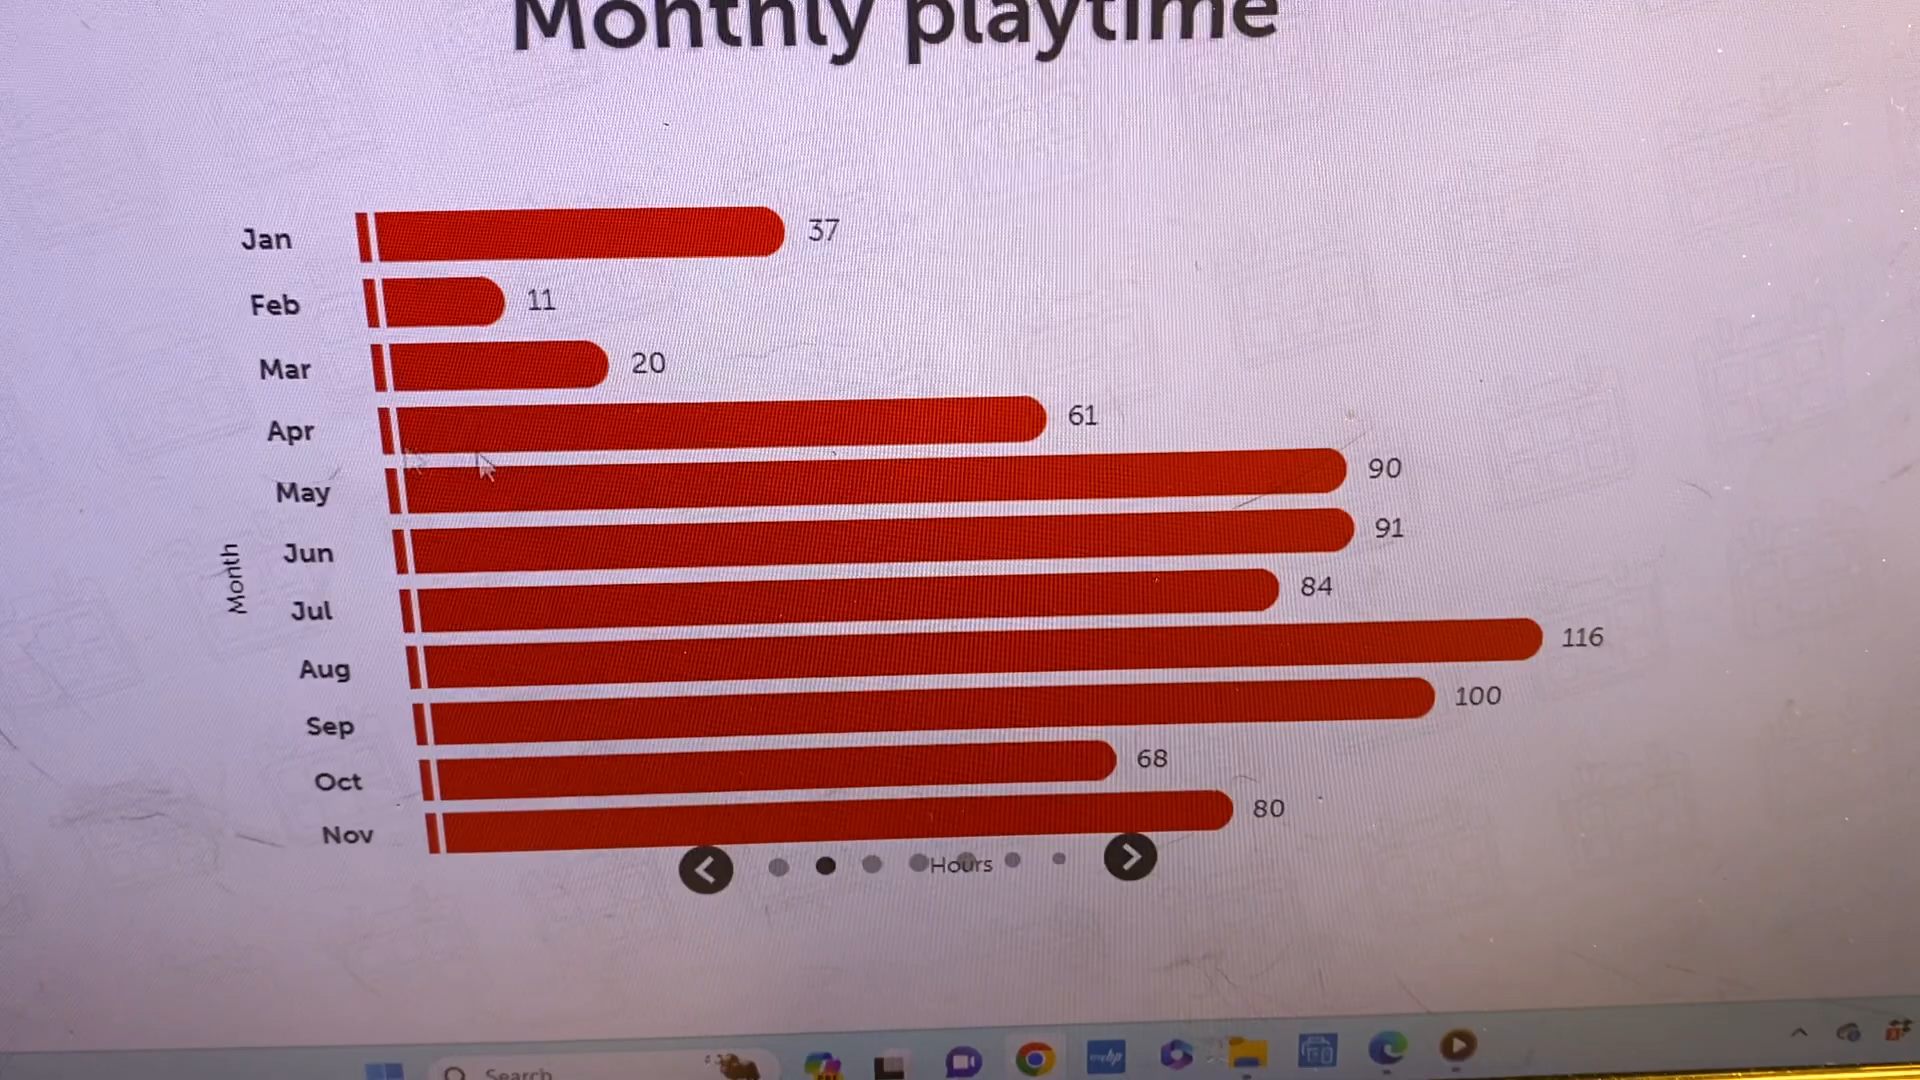 Monthly playtime
Jan 37
Feb 11
Mar 20
Apr 61
May 90
Jun 91
Jul 84
Aug 116
Sep 100
Oct 68
Nov 80
Month
Hours
Search
myhp